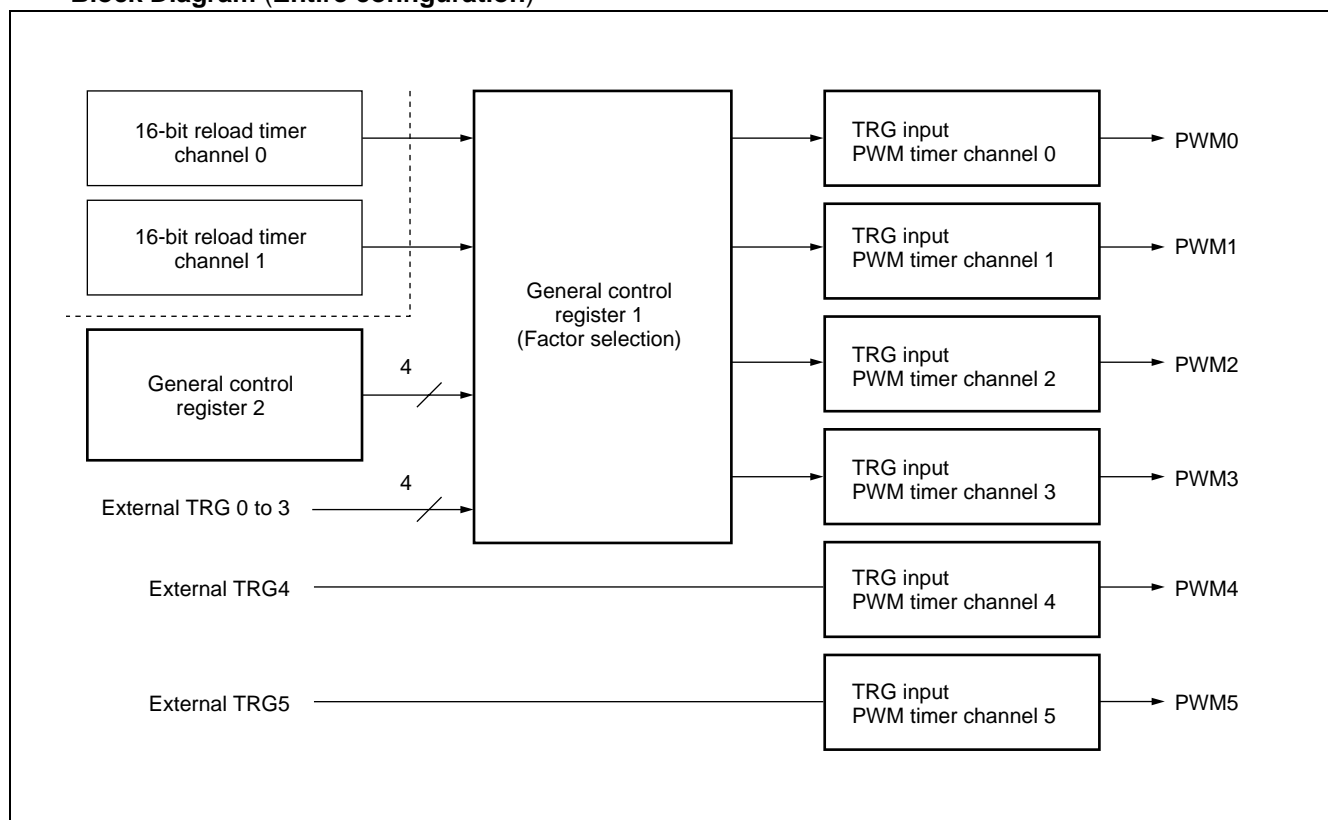 Block Diagram (Entire configuration)
16-bit reload timer
channel 0
16-bit reload timer
channel 1
General control
register 2
4
External TRG 0 to 3
4
External TRG4
External TRG5
General control
register 1
(Factor selection)
TRG input
PWM timer channel 0
PWM0
TRG input
PWM timer channel 1
PWM1
TRG input
PWM timer channel 2
PWM2
TRG input
PWM timer channel 3
PWM3
TRG input
PWM timer channel 4
PWM4
TRG input
PWM timer channel 5
PWM5